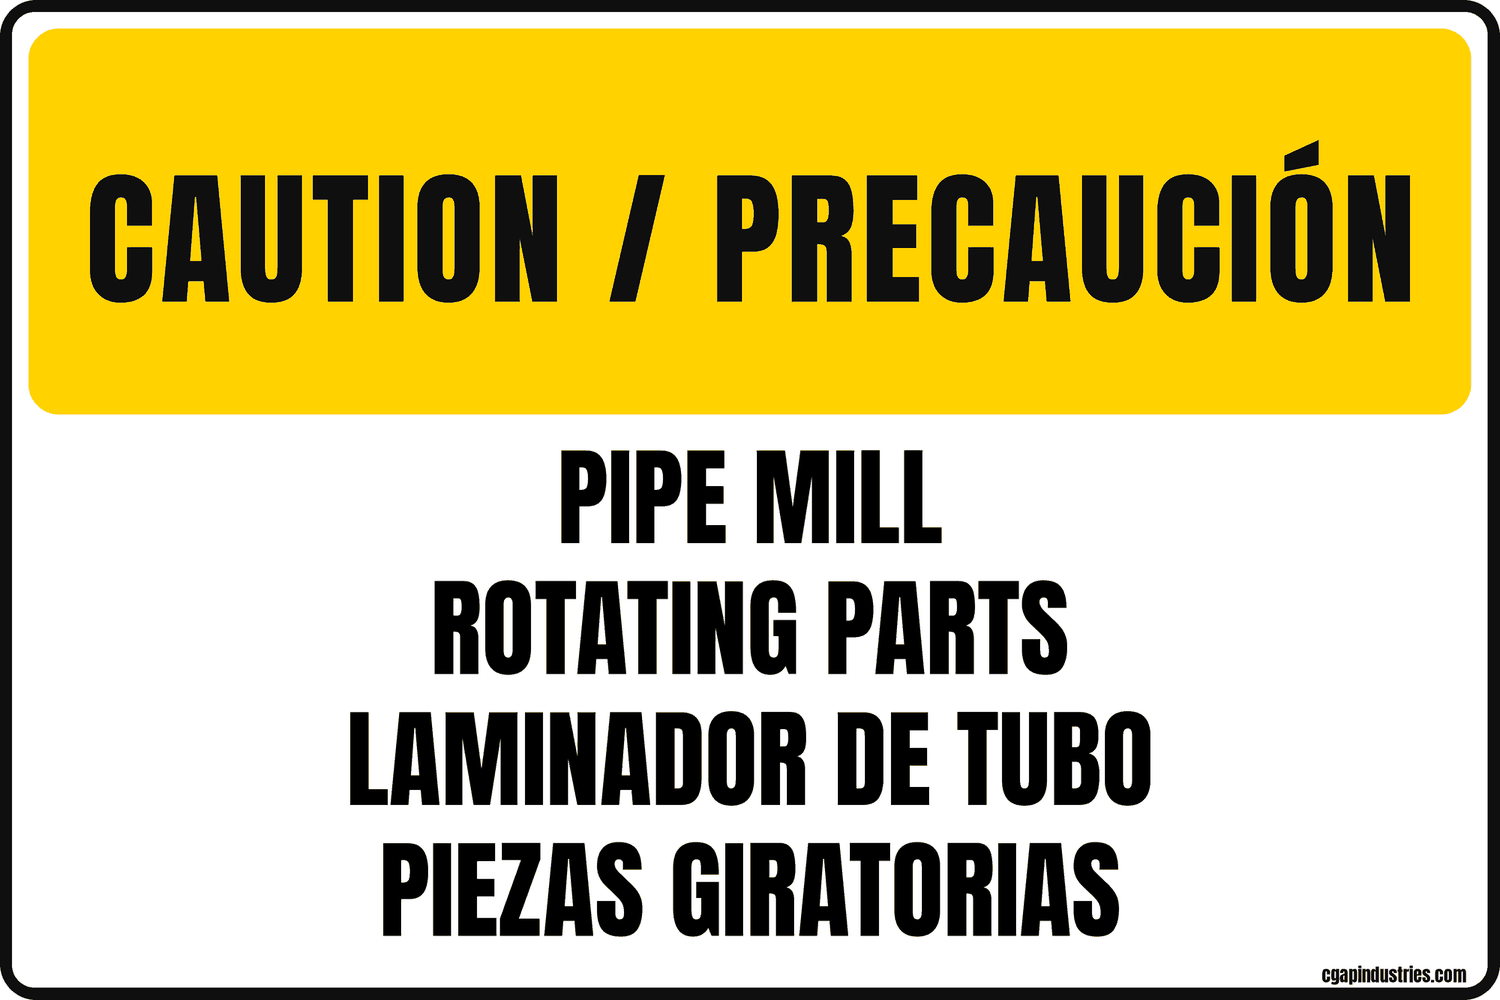 CAUTION / PRECAUCIÓN
PIPE MILL
ROTATING PARTS
LAMINADOR DE TUBO
PIEZAS GIRATORIAS
cgapindustries.com